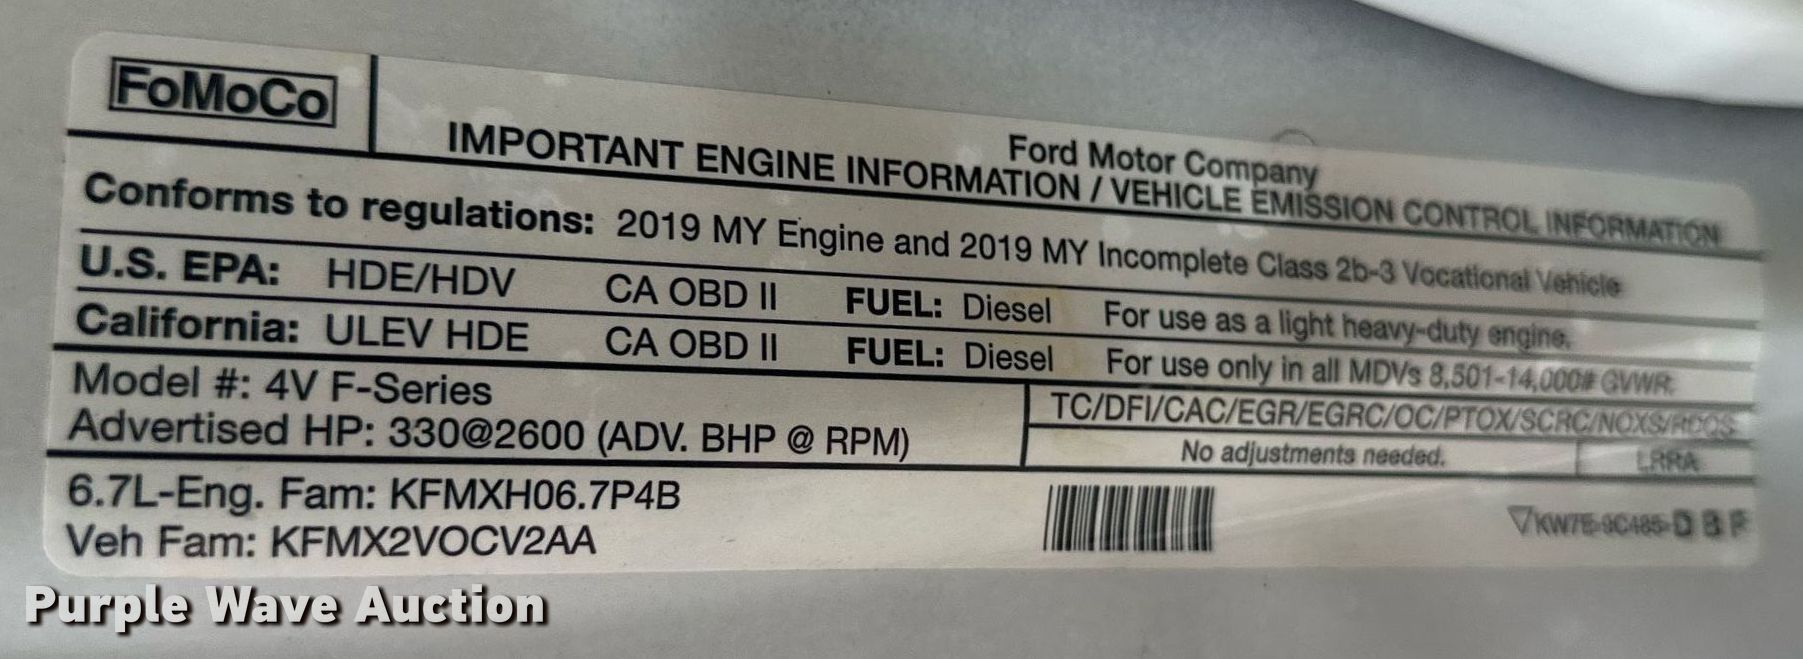 FoMoCo
Ford Motor Company
IMPORTANT ENGINE INFORMATION / VEHICLE EMISSION CONTROL INFORMATION
Conforms to regulations: 2019 MY Engine and 2019 MY Incomplete Class 2b-3 Vocational Vehicle
U.S. EPA: HDE/HDV CA OBD II FUEL: Diesel For use as a light heavy-duty engine.
California: ULEV HDE CA OBD II FUEL: Diesel For use only in all MDVs 8,501-14,000# GVWR.
Model #: 4V F-Series
Advertised HP: 330@2600 (ADV. BHP @ RPM)
TC/DFI/CAC/EGR/EGRC/OC/PTOX/SCRC/NOXS/RDQS
No adjustments needed. LRRA
6.7L-Eng. Fam: KFMXH06.7P4B
Veh Fam: KFMX2VOCV2AA
KW7E-9C485-
Purple Wave Auction